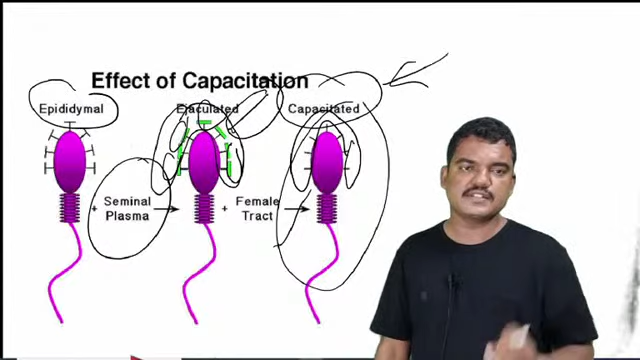 Effect of Capacitation
Epididymal
Ejaculated
Capacitated
+ Seminal Plasma
+ Female Tract